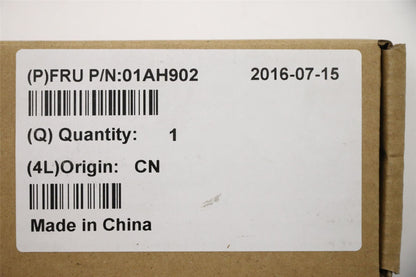 (P)FRU P/N:01AH902 2016-07-15
(Q) Quantity: 1
(4L)Origin: CN
Made in China